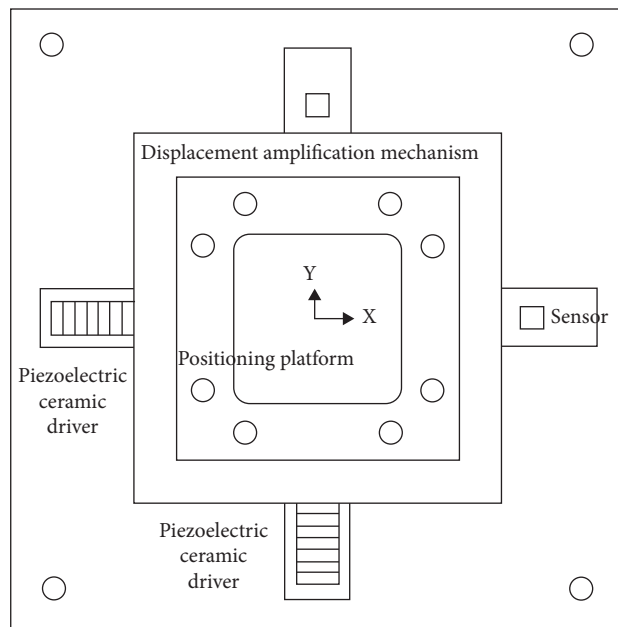 Displacement amplification mechanism
Y
X
Sensor
Positioning platform
Piezoelectric
ceramic
driver
Piezoelectric
ceramic
driver